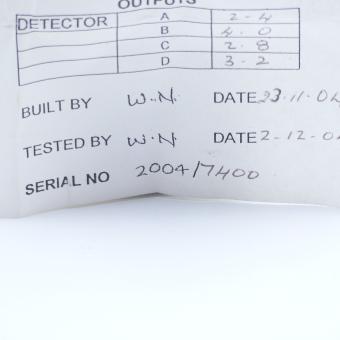 OUTPUTS
DETECTOR A 2-4
B 4.0
C 2.8
D 3-2
BUILT BY W.N. DATE 23.11.04
TESTED BY W.N DATE 2-12-04
SERIAL NO 2004/7400